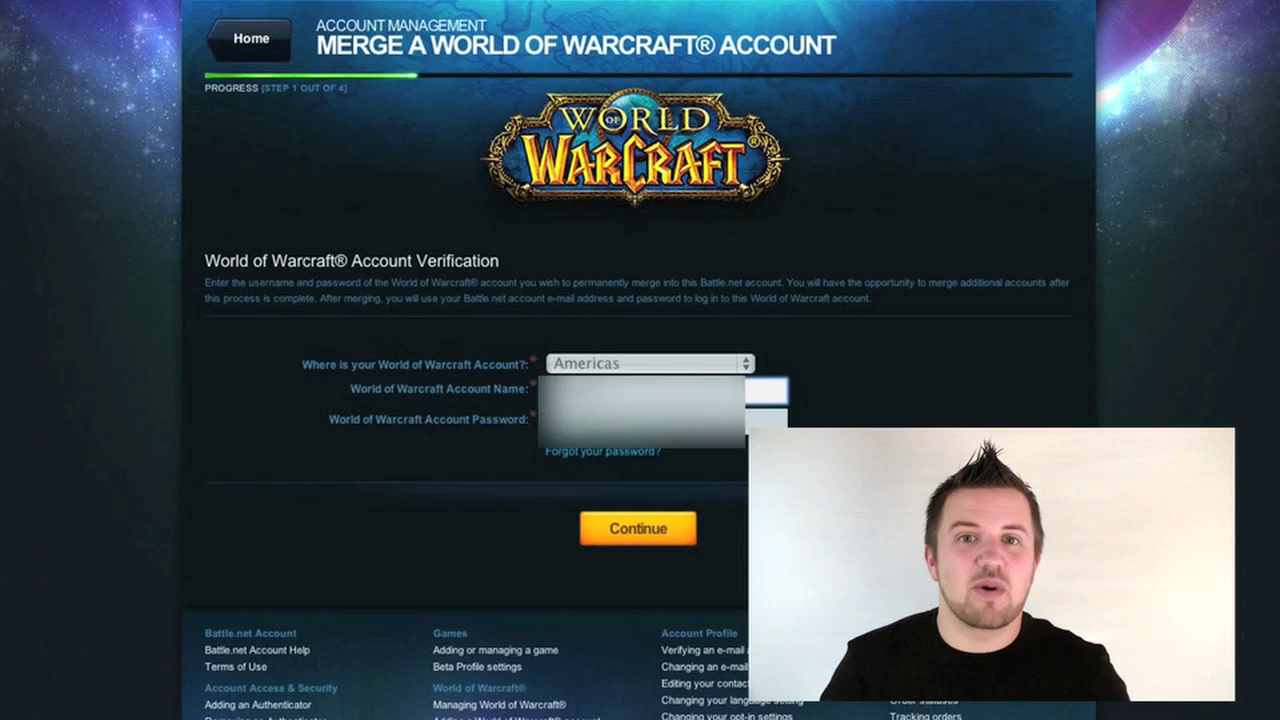 Home
ACCOUNT MANAGEMENT
MERGE A WORLD OF WARCRAFT® ACCOUNT
PROGRESS [STEP 1 OUT OF 4]
WORLD OF WARCRAFT®
World of Warcraft® Account Verification
Enter the username and password of the World of Warcraft® account you wish to permanently merge into this Battle.net account. You will have the opportunity to merge additional accounts after
this process is complete. After merging, you will use your Battle.net account e-mail address and password to log in to this World of Warcraft account.
Where is your World of Warcraft Account?:*
Americas
World of Warcraft Account Name:*
World of Warcraft Account Password:*
Forgot your password?
Continue
Battle.net Account
Battle.net Account Help
Terms of Use
Account Access & Security
Adding an Authenticator
Games
Adding or managing a game
Beta Profile settings
World of Warcraft®
Managing World of Warcraft®
Account Profile
Verifying an e-mail
Changing an e-mail
Editing your contact
Changing your language setting
Changing your opt-in settings
Tracking orders